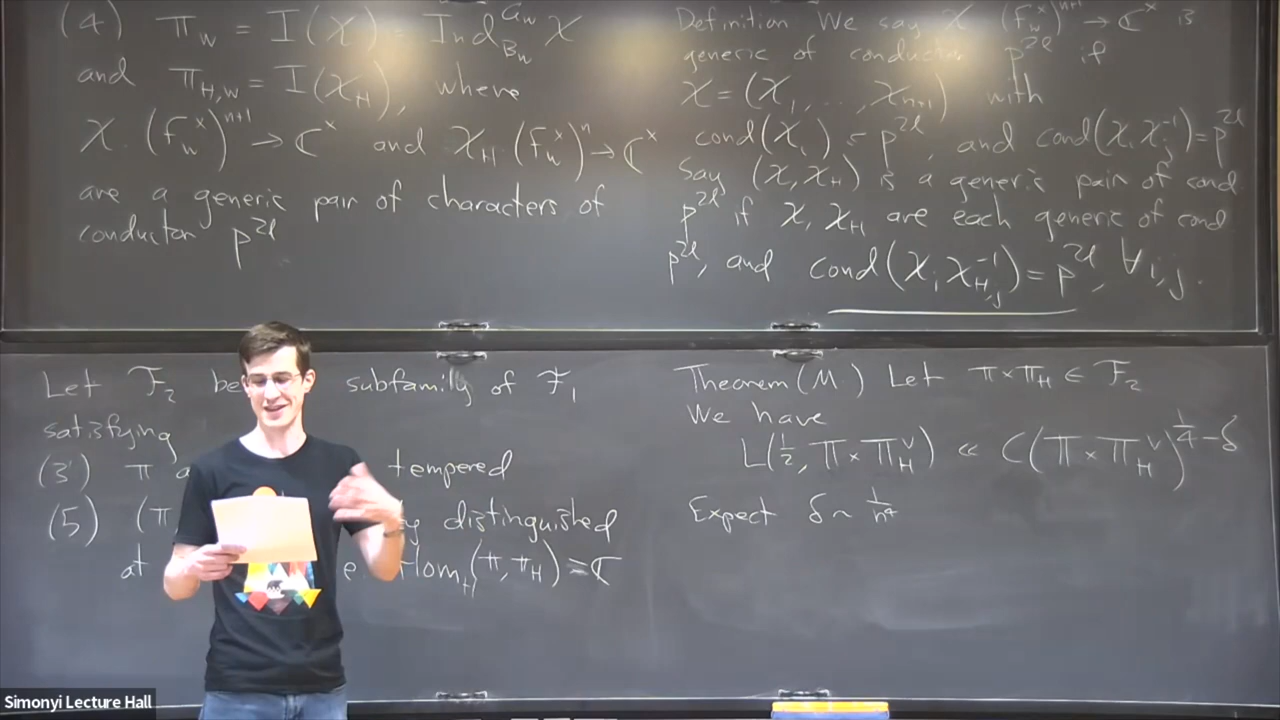 (4) π_w = I(χ) = Ind_{B_w}^{G_w} χ
and π_{H,w} = I(χ_H), where
χ: (F_w^×)^{n+1} → ℂ^× and χ_H: (F_w^×)^n → ℂ^×
are a generic pair of characters of
conductor p^{2l}
Definition We say χ (F_w^×)^{n+1} → ℂ^× is
generic of conductor p^{2l} if
χ = (χ_1, ..., χ_{n+1}) with
cond(χ_i) = p^{2l}, and cond(χ_i χ_j^{-1}) = p^{2l}
Say (χ, χ_H) is a generic pair of cond
p^{2l} if χ, χ_H are each generic of cond
p^{2l}, and cond(χ_i χ_{H,j}^{-1}) = p^{2l}, ∀ i,j.
Let F_2 be subfamily of F_1
satisfying
(3') π tempered
(5) (π distinguished
at e. Hom_H(π, π_H) = ℂ
Theorem (M.) Let π × π_H ∈ F_2
We have
L(1/2, π × π_H^∨) ≪ C(π × π_H^∨)^{1/4 - δ}
Expect δ ~ 1/n^4
Simonyi Lecture Hall